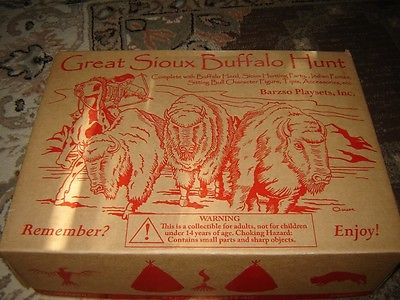 Great Sioux Buffalo Hunt
Complete with Buffalo Herd, Sioux Hunting Party, Indian Ponies,
Sitting Bull Character Figure, Tipis, Accessories, etc.
Barzso Playsets, Inc.
Remember?
WARNING
This is a collectible for adults, not for children
under 14 years of age. Choking Hazard:
Contains small parts and sharp objects.
Enjoy!